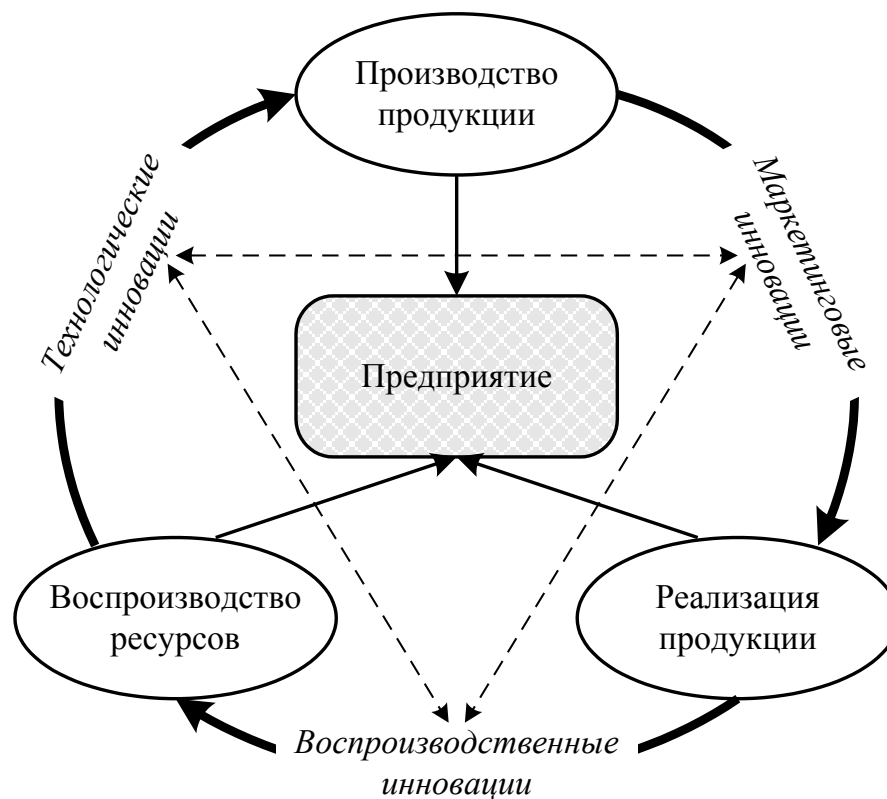 Производство
продукции
Технологические
инновации
Маркетинговые
инновации
Предприятие
Воспроизводство
ресурсов
Реализация
продукции
Воспроизводственные
инновации